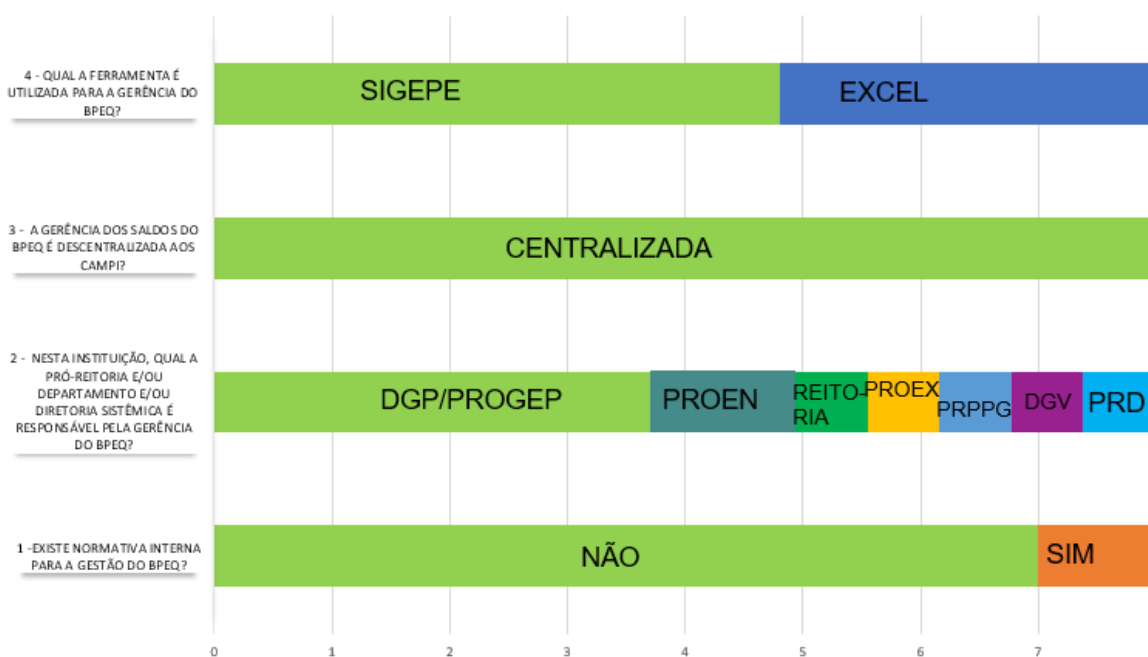 4 - QUAL A FERRAMENTA É
UTILIZADA PARA A GERÊNCIA DO
BPEQ?
SIGEPE
EXCEL
3 - A GERÊNCIA DOS SALDOS DO
BPEQ É DESCENTRALIZADA AOS
CAMPI?
CENTRALIZADA
2 - NESTA INSTITUIÇÃO, QUAL A
PRÓ-REITORIA E/OU
DEPARTAMENTO E/OU
DIRETORIA SISTÊMICA É
RESPONSÁVEL PELA GERÊNCIA
DO BPEQ?
DGP/PROGEP
PROEN
REITO-
RIA
PROEX
PRPPG
DGV
PRD
1 -EXISTE NORMATIVA INTERNA
PARA A GESTÃO DO BPEQ?
NÃO
SIM
0 1 2 3 4 5 6 7